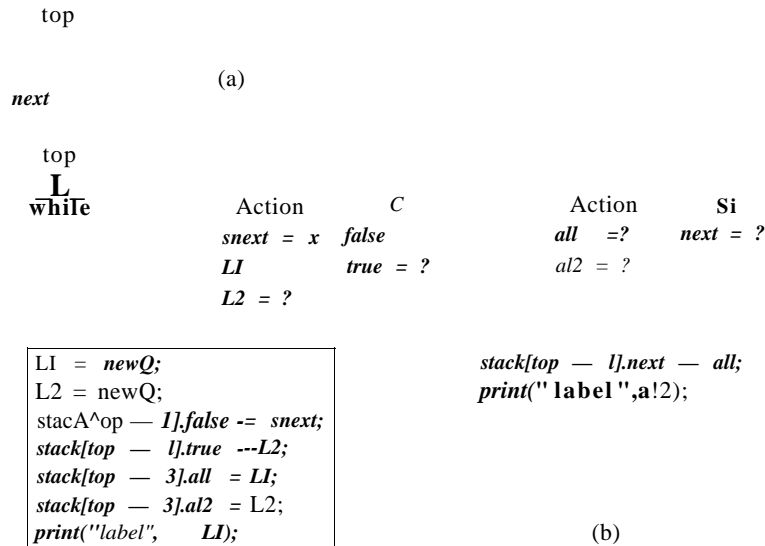 top
(a)
next
top
L
while
Action C Action Si
snext = x false all =? next = ?
LI true = ? al2 = ?
L2 = ?
LI = newQ;
L2 = newQ;
stacA^op — 1].false -= snext;
stack[top — l].true ---L2;
stack[top — 3].all = LI;
stack[top — 3].al2 = L2;
print("label", LI);
stack[top — l].next — all;
print(" label ",a!2);
(b)